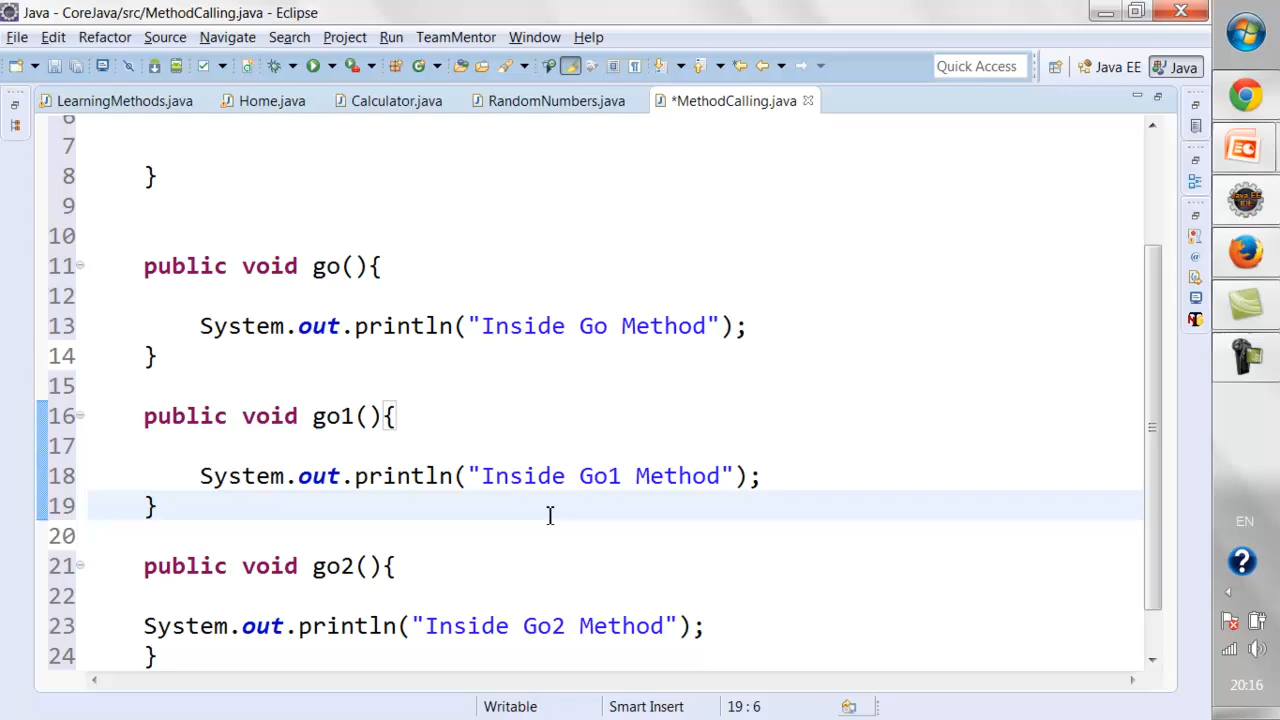 Java - CoreJava/src/MethodCalling.java - Eclipse
File Edit Refactor Source Navigate Search Project Run TeamMentor Window Help
Quick Access Java EE Java
LearningMethods.java Home.java Calculator.java RandomNumbers.java *MethodCalling.java
6
7
8 }
9
10
11 public void go(){
12
13 System.out.println("Inside Go Method");
14 }
15
16 public void go1(){
17
18 System.out.println("Inside Go1 Method");
19 }
20
21 public void go2(){
22
23 System.out.println("Inside Go2 Method");
24 }
EN
Writable Smart Insert 19 : 6
20:16